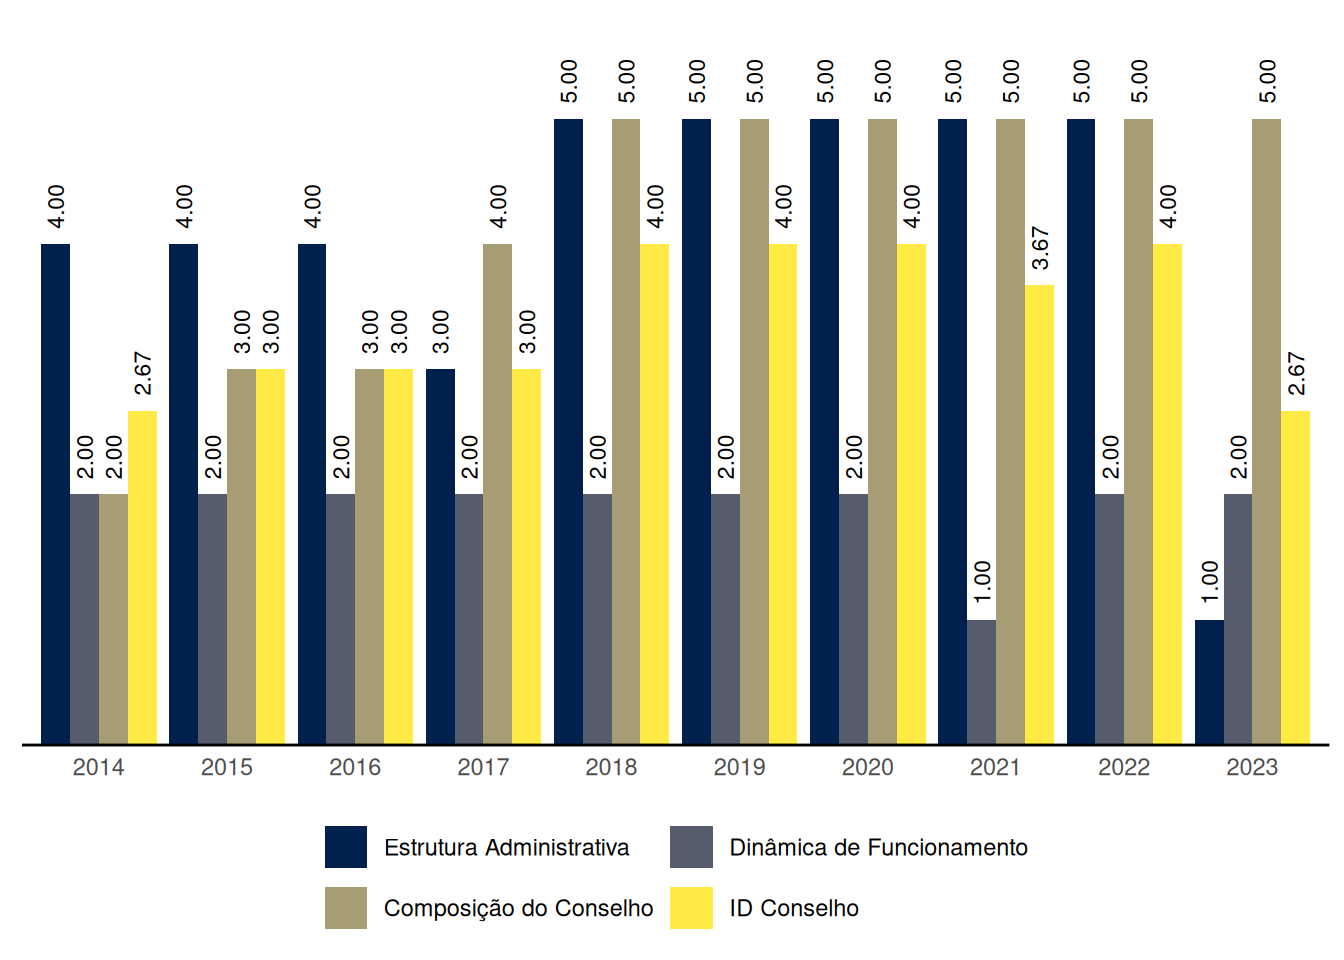 5.00 5.00 5.00 5.00 5.00 5.00 5.00 5.00 5.00 5.00 5.00
4.00 4.00 4.00 4.00 4.00 4.00 4.00 4.00
3.67
3.00 3.00 3.00 3.00 3.00 3.00
2.67 2.67
2.00 2.00 2.00 2.00 2.00 2.00 2.00 2.00 2.00 2.00
1.00 1.00
2014 2015 2016 2017 2018 2019 2020 2021 2022 2023
Estrutura Administrativa Dinâmica de Funcionamento
Composição do Conselho ID Conselho